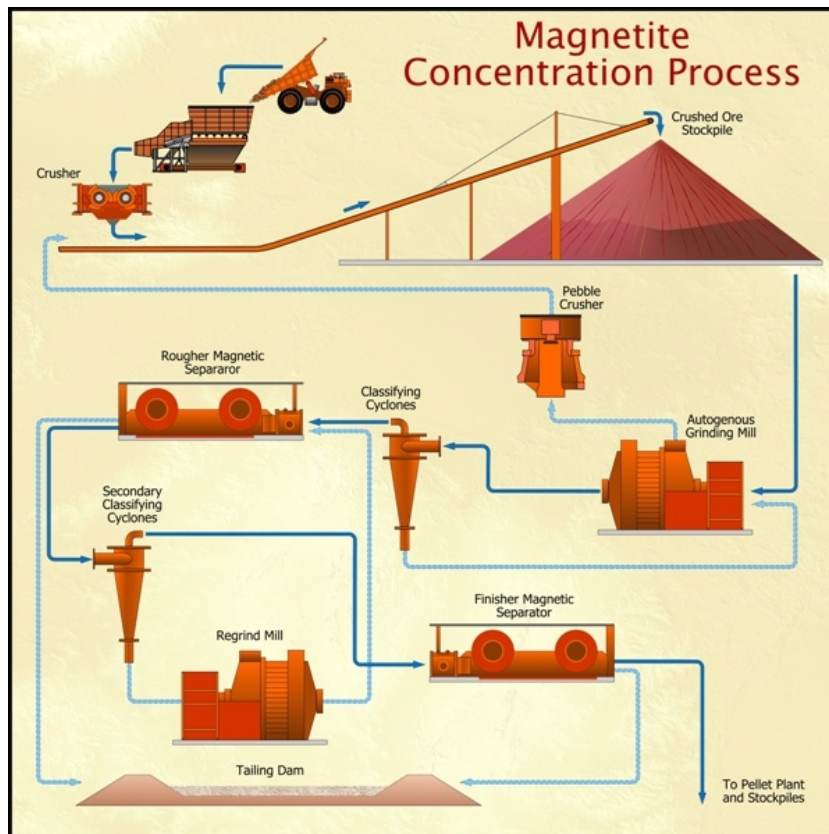 Magnetite
Concentration Process
Crushed Ore
Stockpile
Crusher
Pebble
Crusher
Rougher Magnetic
Separaror
Classifying
Cyclones
Autogenous
Grinding Mill
Secondary
Classifying
Cyclones
Finisher Magnetic
Separator
Regrind Mill
Tailing Dam
To Pellet Plant
and Stockpiles